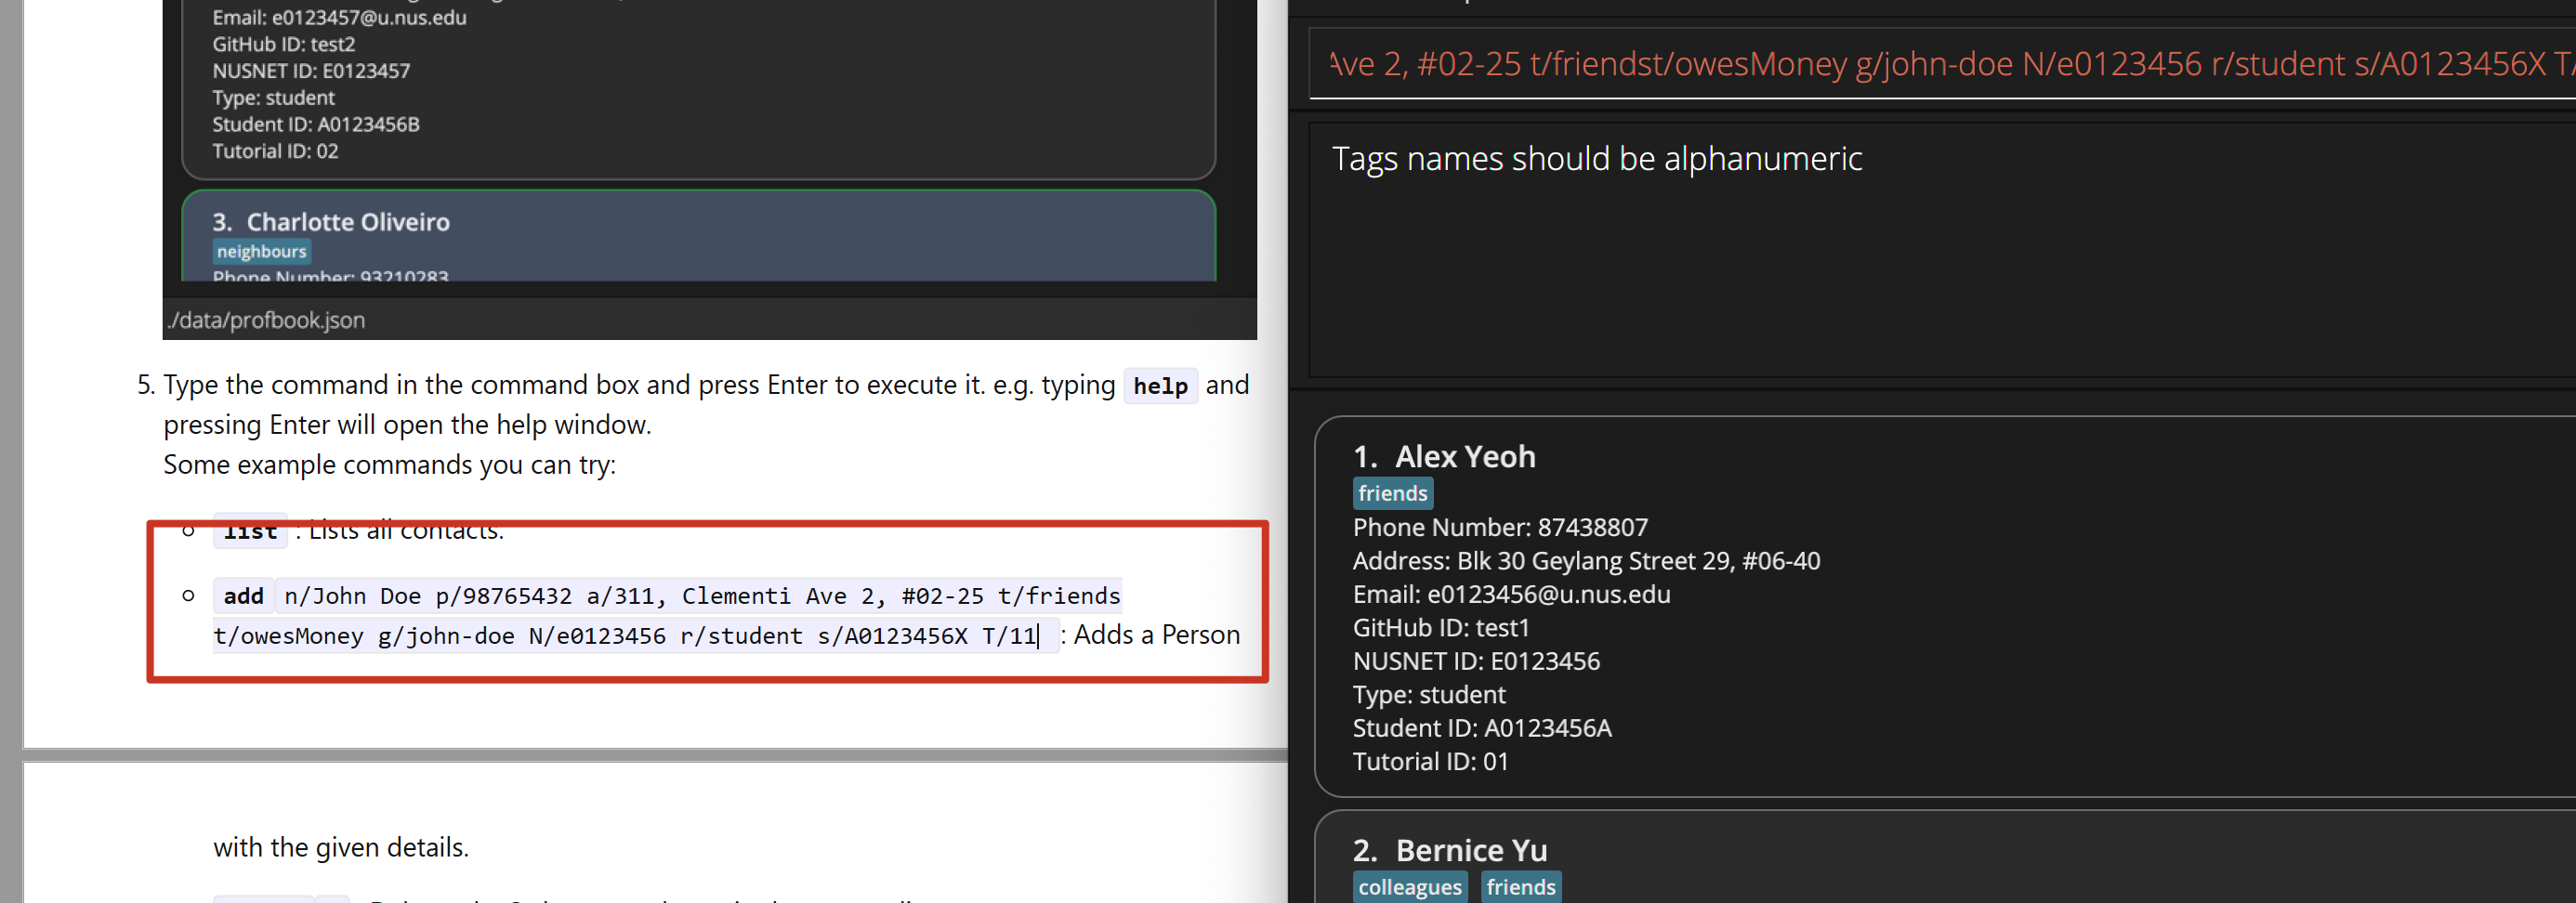 Email: e0123457@u.nus.edu
GitHub ID: test2
NUSNET ID: E0123457
Type: student
Student ID: A0123456B
Tutorial ID: 02
3. Charlotte Oliveiro
neighbours
Phone Number: 93210283
./data/profbook.json
5. Type the command in the command box and press Enter to execute it. e.g. typing help and
pressing Enter will open the help window.
Some example commands you can try:
list : Lists all contacts.
add n/John Doe p/98765432 a/311, Clementi Ave 2, #02-25 t/friends
t/owesMoney g/john-doe N/e0123456 r/student s/A0123456X T/11 : Adds a Person
with the given details.
Ave 2, #02-25 t/friendst/owesMoney g/john-doe N/e0123456 r/student s/A0123456X T/
Tags names should be alphanumeric
1. Alex Yeoh
friends
Phone Number: 87438807
Address: Blk 30 Geylang Street 29, #06-40
Email: e0123456@u.nus.edu
GitHub ID: test1
NUSNET ID: E0123456
Type: student
Student ID: A0123456A
Tutorial ID: 01
2. Bernice Yu
colleagues friends